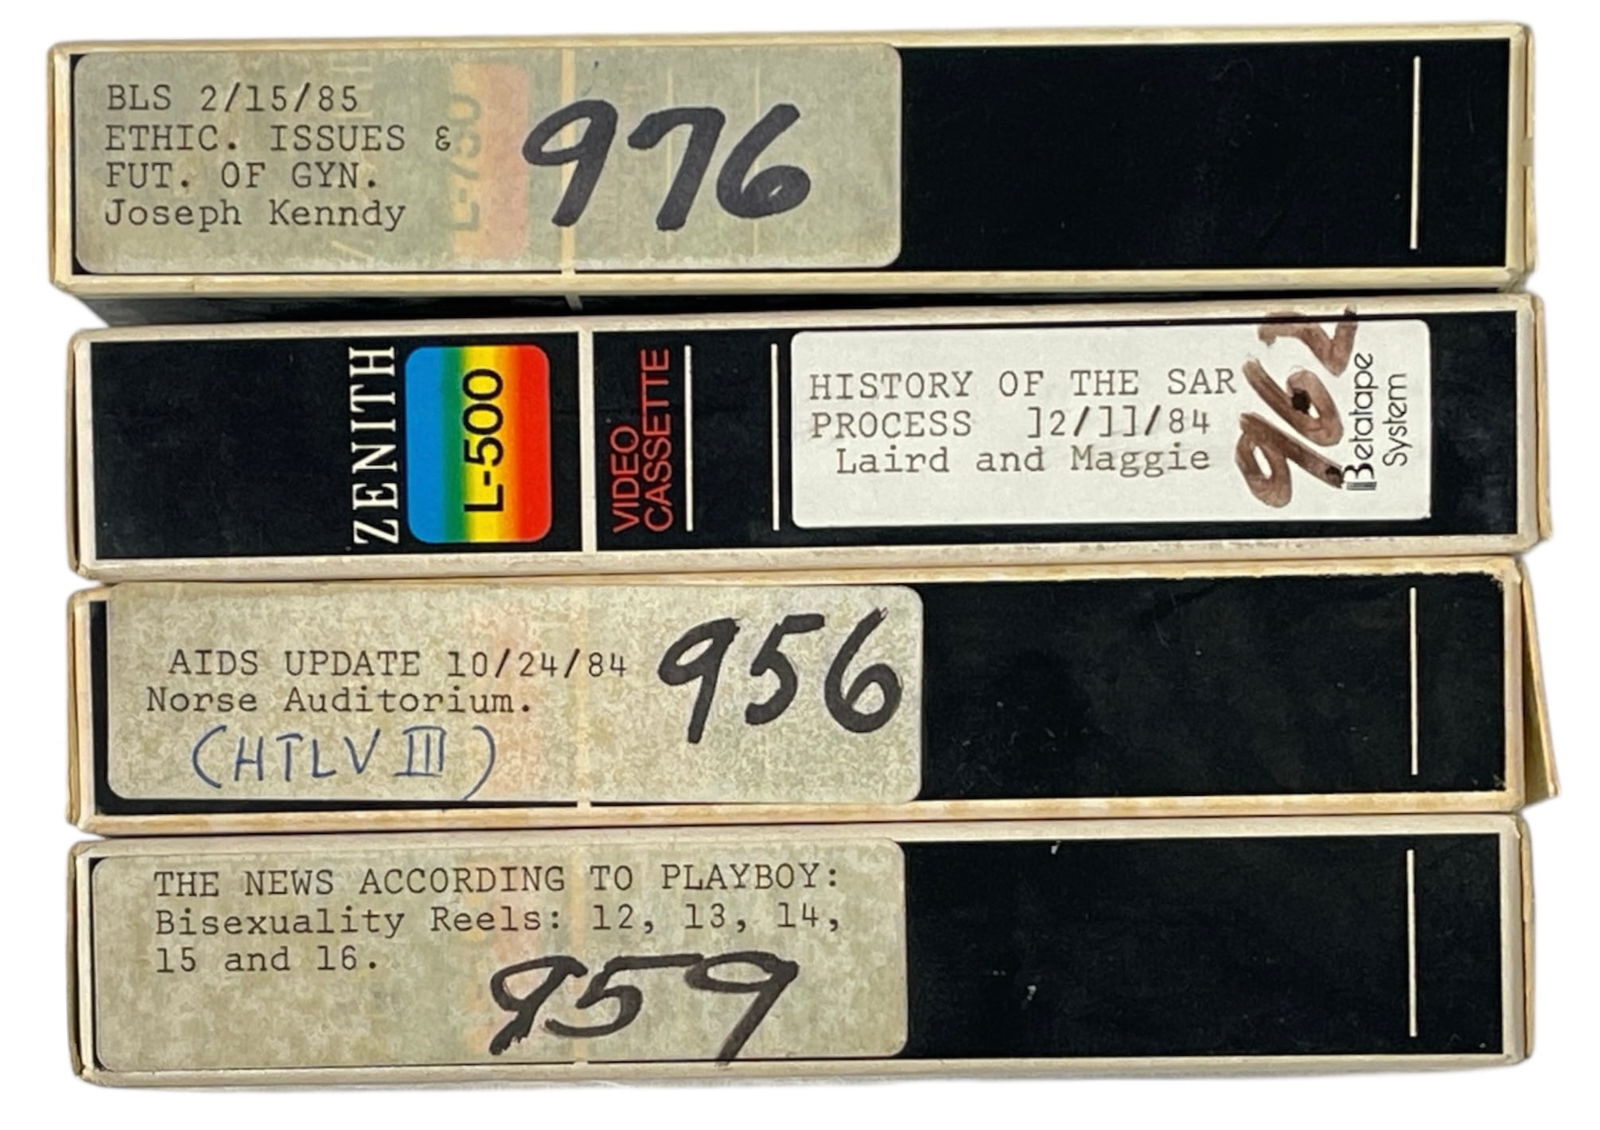 BLS 2/15/85
ETHIC. ISSUES &
FUT. OF GYN.
Joseph Kenndy
976
L-750
ZENITH
L-500
VIDEO
CASSETTE
HISTORY OF THE SAR
PROCESS 12/11/84
Laird and Maggie
962
Betatape
System
AIDS UPDATE 10/24/84
Norse Auditorium.
(HTLV III)
956
THE NEWS ACCORDING TO PLAYBOY:
Bisexuality Reels: 12, 13, 14,
15 and 16.
959